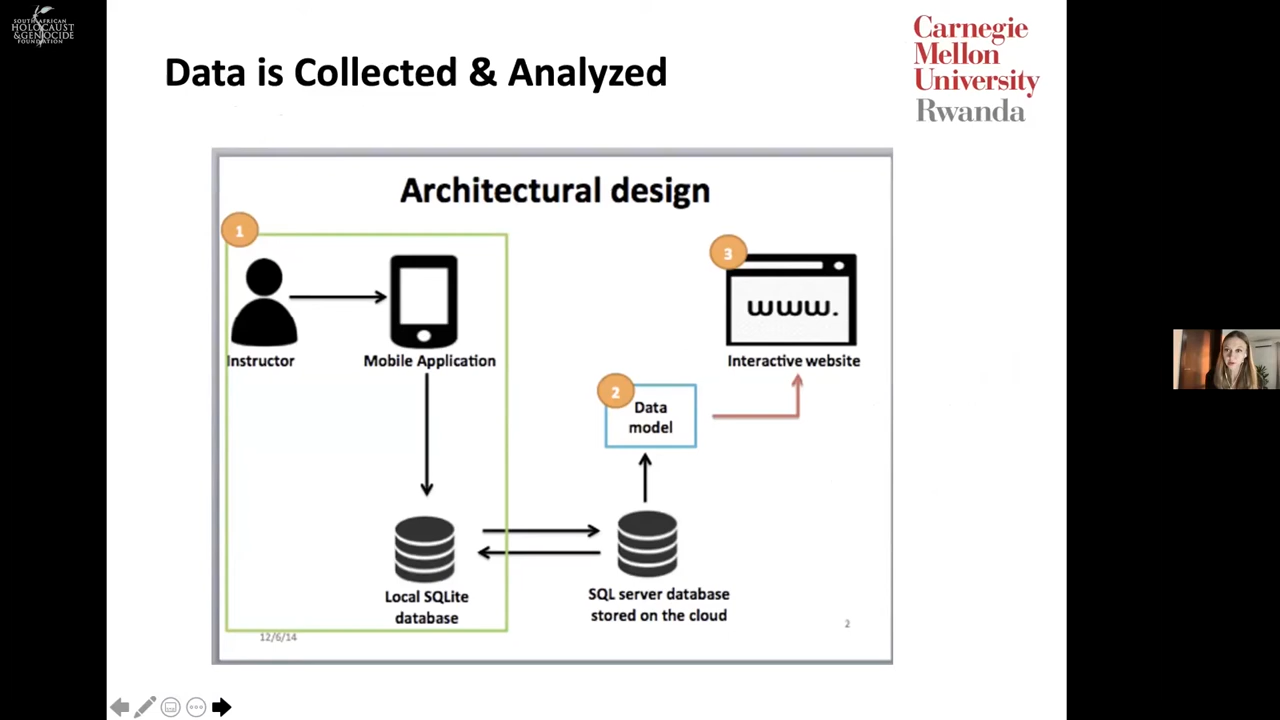 SOUTH AFRICAN
HOLOCAUST
& GENOCIDE
FOUNDATION
Data is Collected & Analyzed
Carnegie
Mellon
University
Rwanda
Architectural design
1
3
www.
Instructor
Mobile Application
Interactive website
2
Data
model
Local SQLite
database
SQL server database
stored on the cloud
12/6/14
2